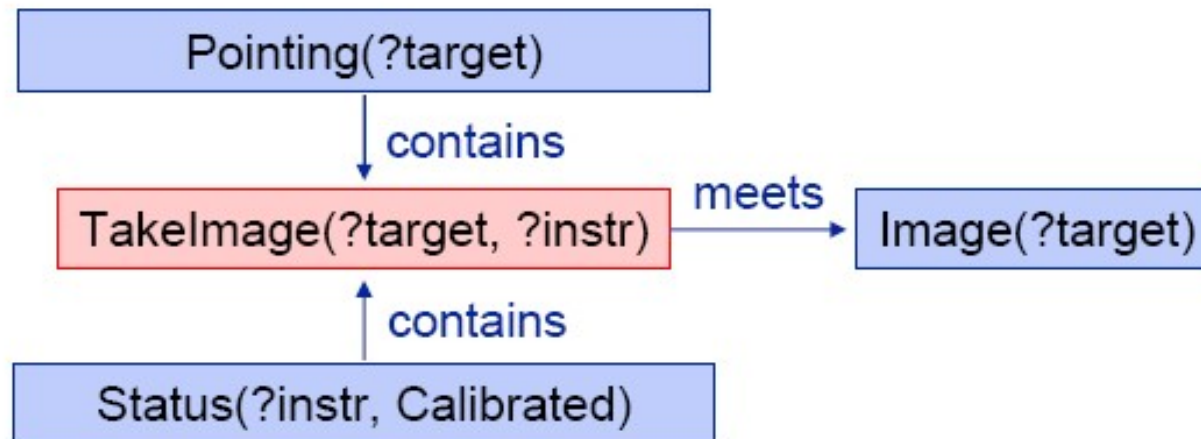 Pointing(?target)
contains
TakeImage(?target, ?instr)
meets
Image(?target)
contains
Status(?instr, Calibrated)